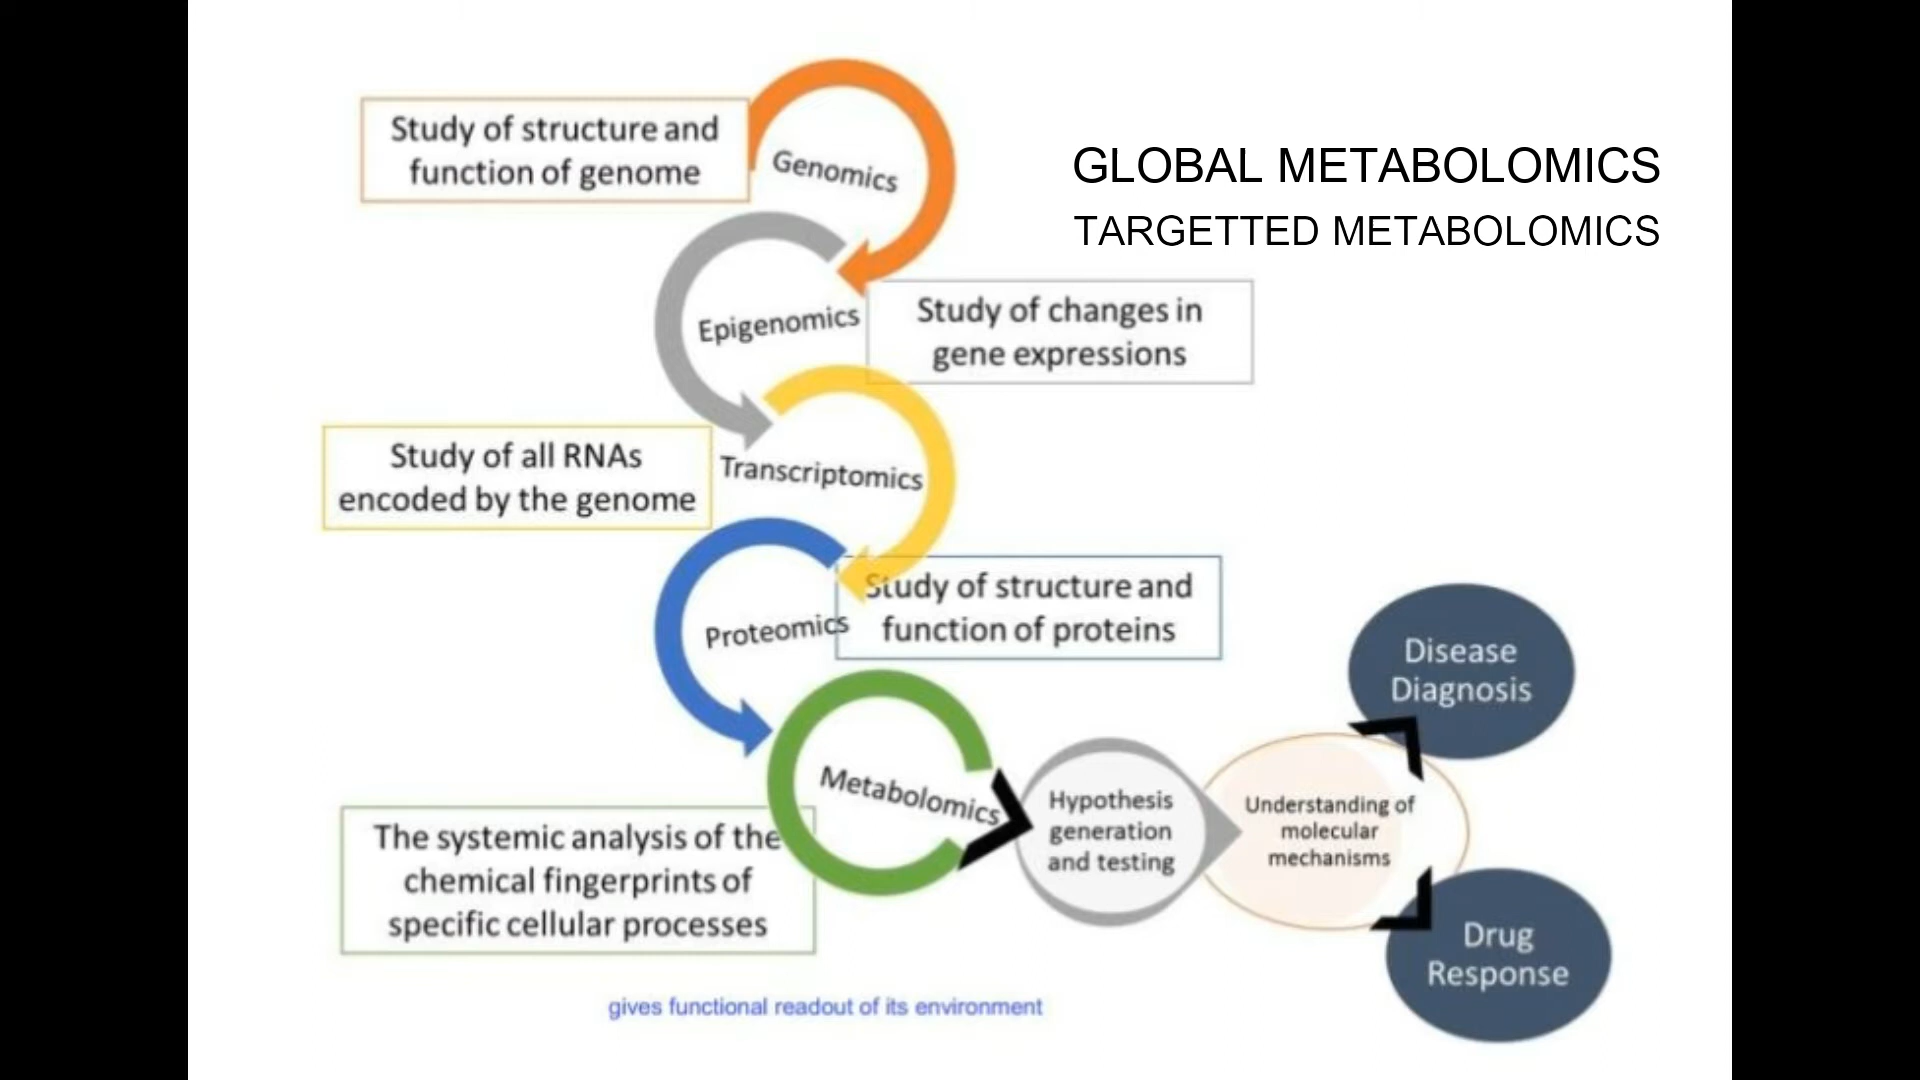 Study of structure and
function of genome
Genomics
GLOBAL METABOLOMICS
TARGETTED METABOLOMICS
Epigenomics
Study of changes in
gene expressions
Study of all RNAs
encoded by the genome
Transcriptomics
Proteomics
Study of structure and
function of proteins
Metabolomics
The systemic analysis of the
chemical fingerprints of
specific cellular processes
Hypothesis
generation
and testing
Understanding of
molecular
mechanisms
Disease
Diagnosis
Drug
Response
gives functional readout of its environment